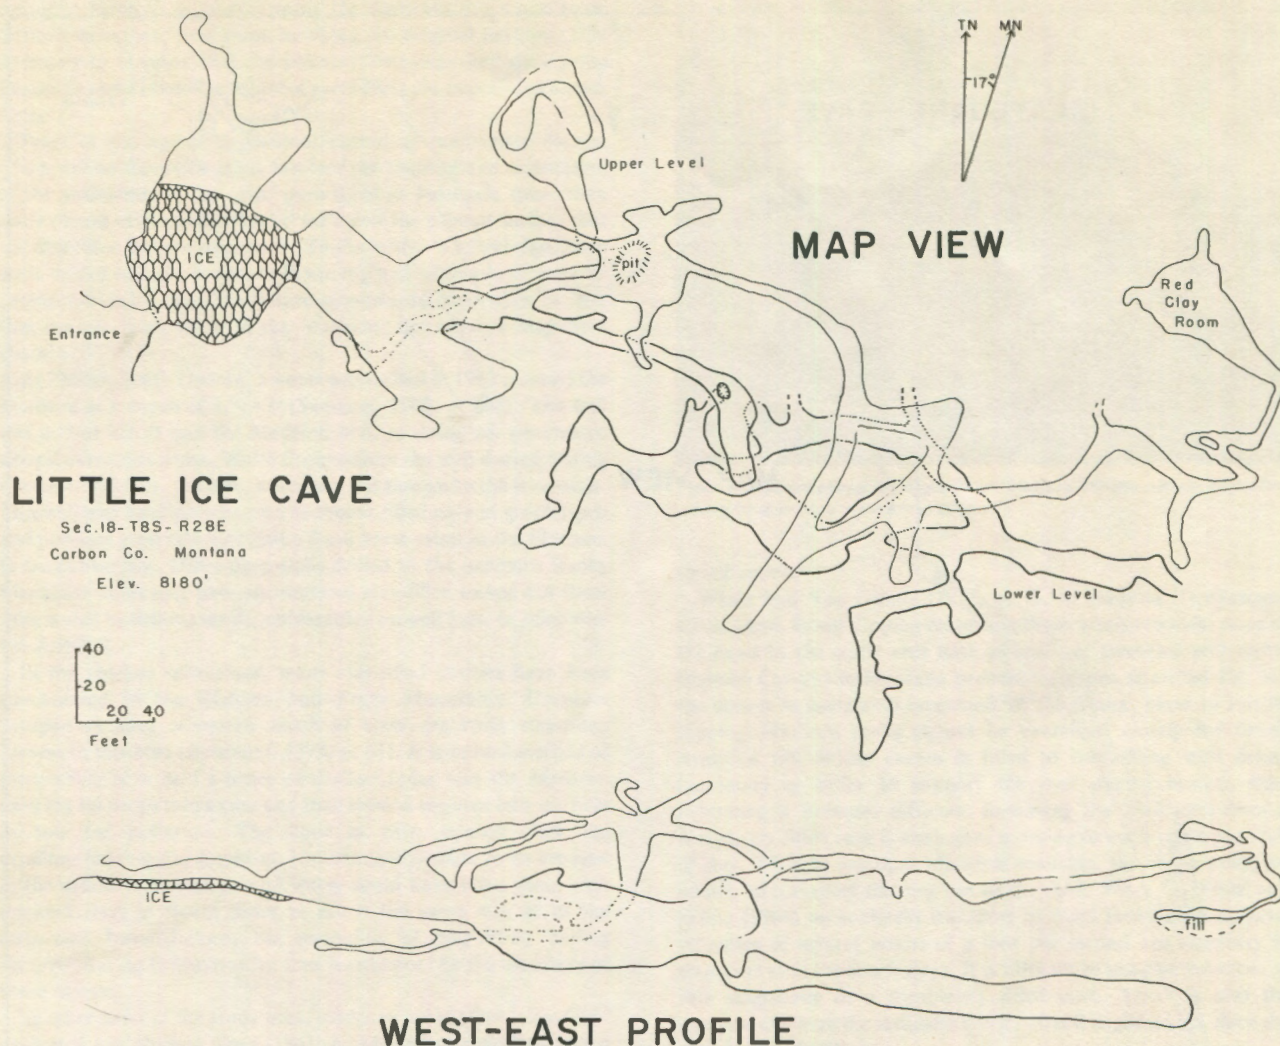 TN MN
17°
Upper Level
MAP VIEW
ICE
pit
Red
Clay
Room
Entrance
LITTLE ICE CAVE
Sec.18-T8S-R28E
Carbon Co. Montana
Elev. 8180'
Lower Level
40
20
20 40
Feet
ICE
fill
WEST-EAST PROFILE